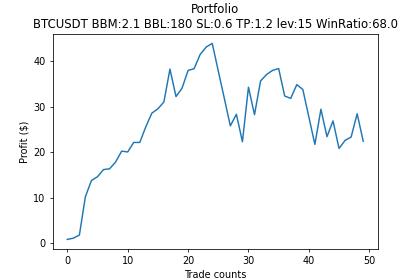 Portfolio
BTCUSDT BBM:2.1 BBL:180 SL:0.6 TP:1.2 lev:15 WinRatio:68.0
40
30
20
10
0
Profit ($)
0 10 20 30 40 50
Trade counts